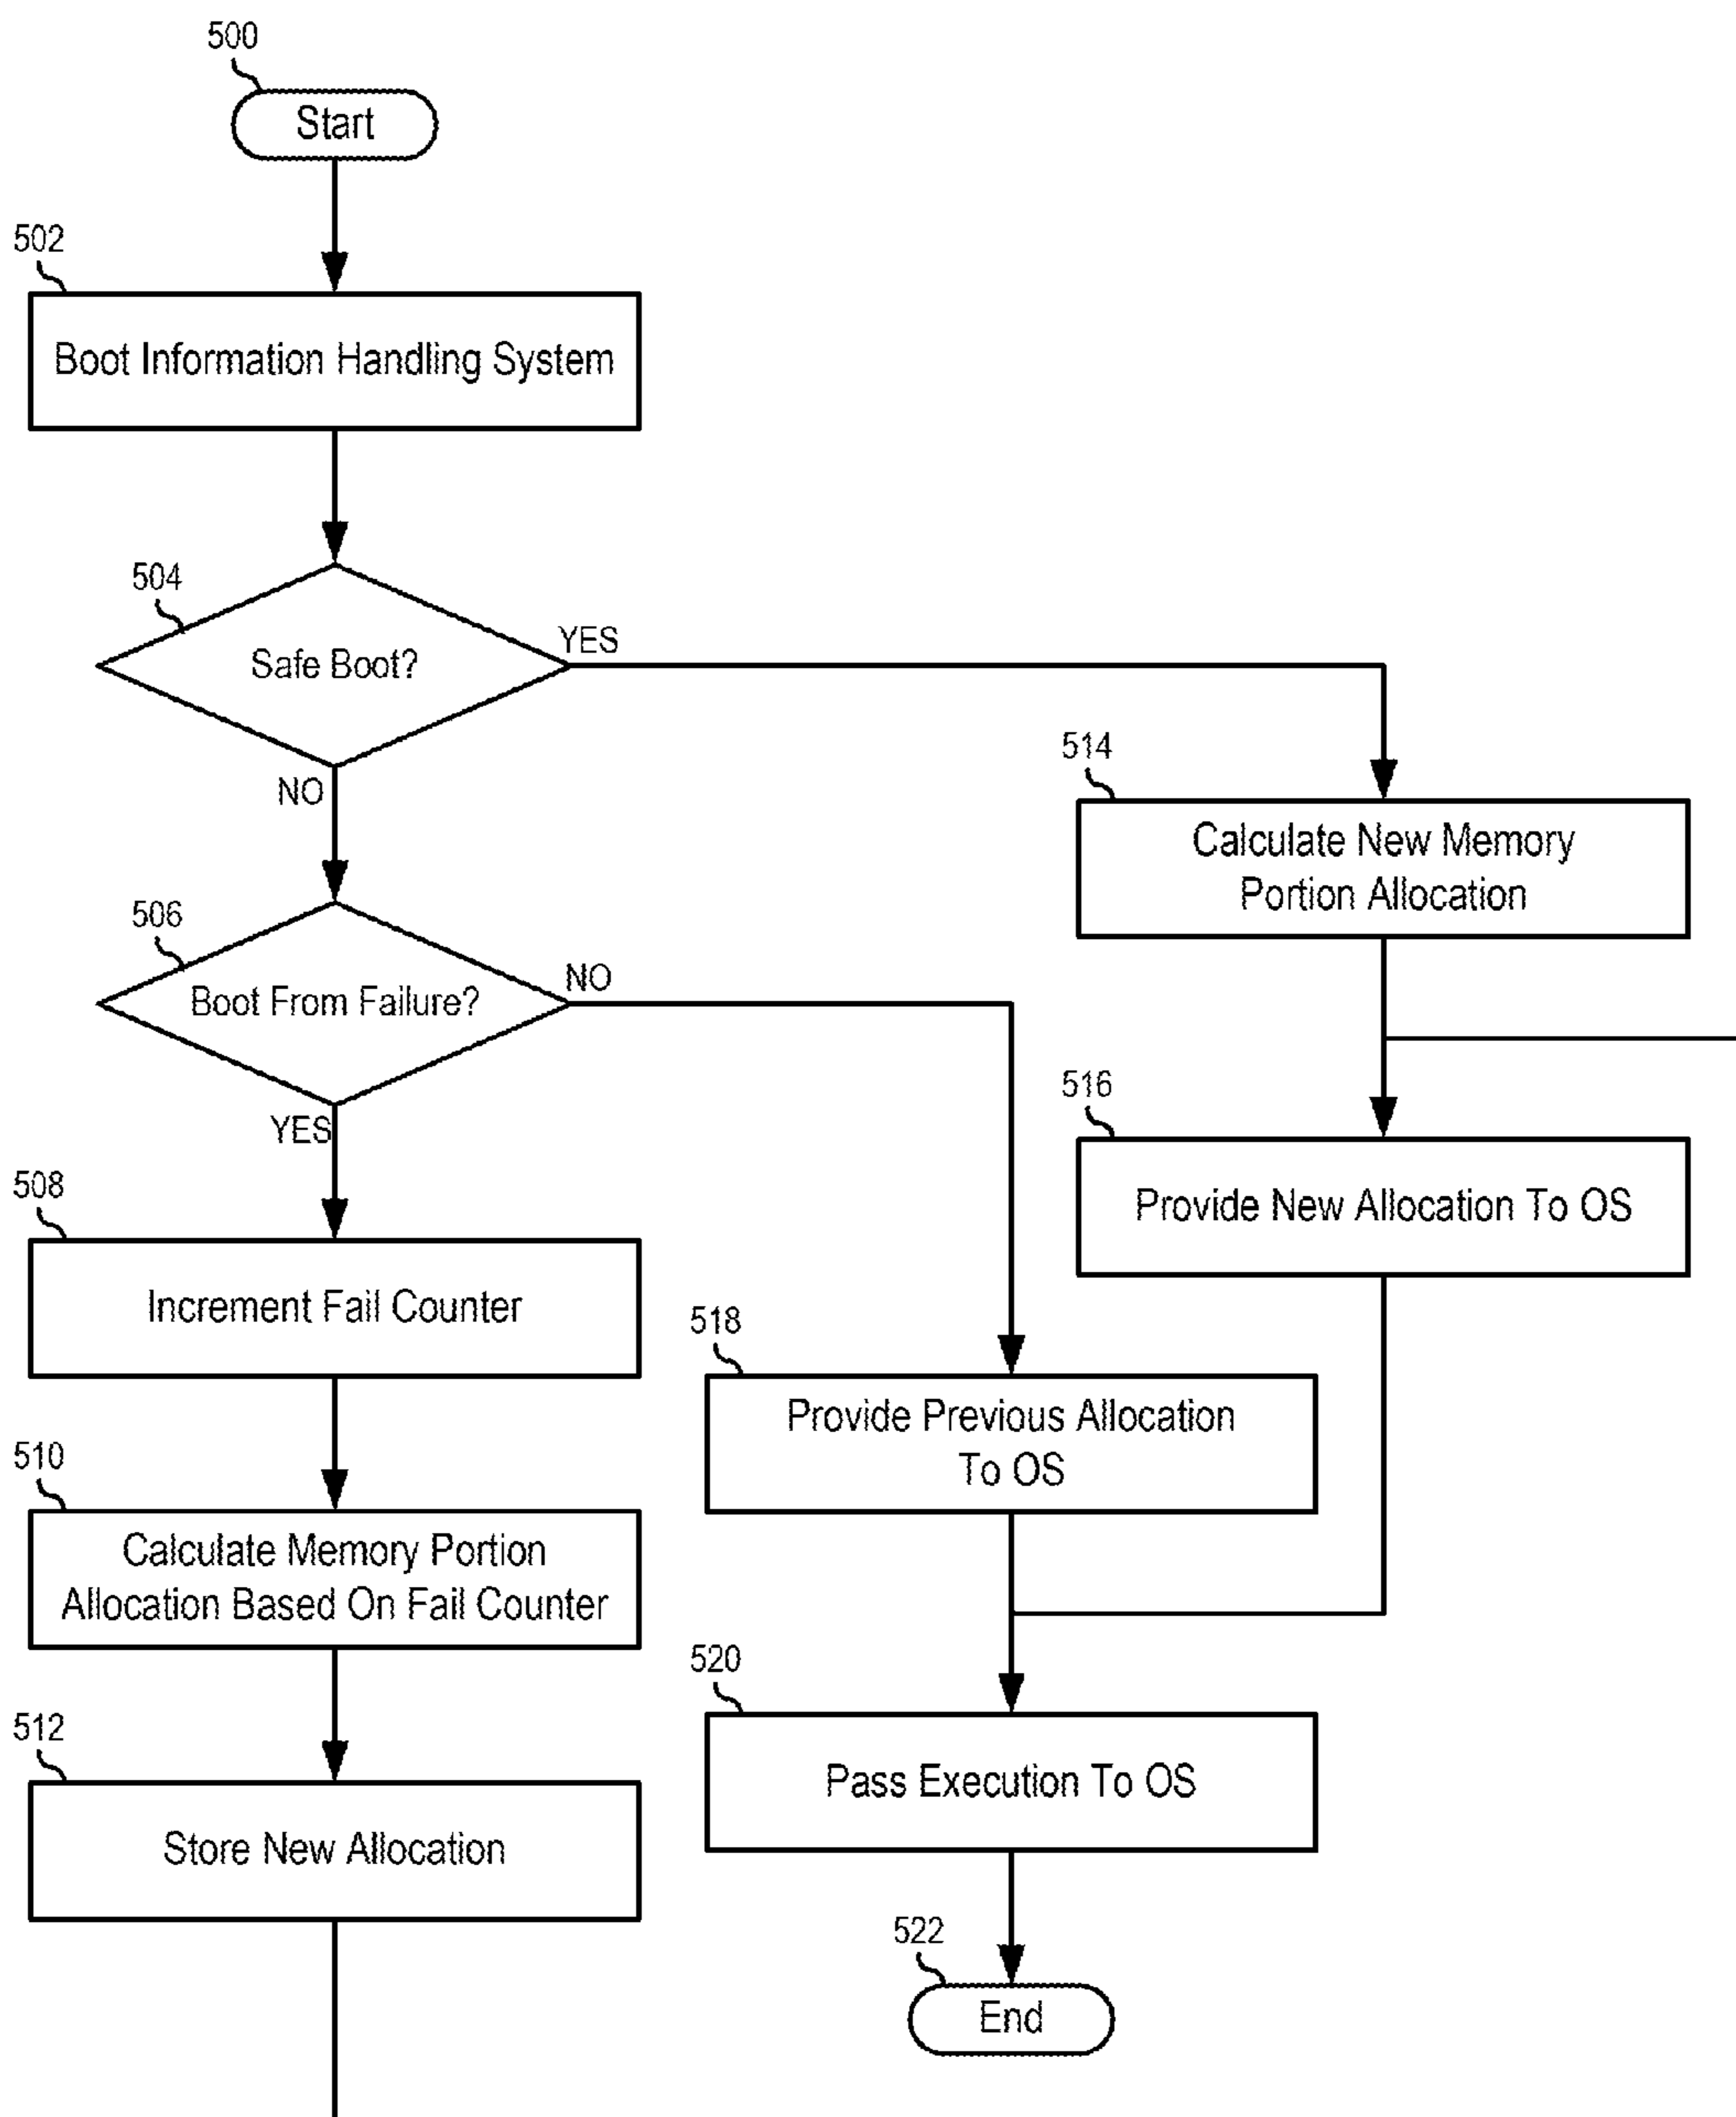 500
Start
502
Boot Information Handling System
504
Safe Boot?
YES
NO
506
Boot From Failure?
NO
YES
508
Increment Fail Counter
510
Calculate Memory Portion
Allocation Based On Fail Counter
512
Store New Allocation
514
Calculate New Memory
Portion Allocation
516
Provide New Allocation To OS
518
Provide Previous Allocation
To OS
520
Pass Execution To OS
522
End